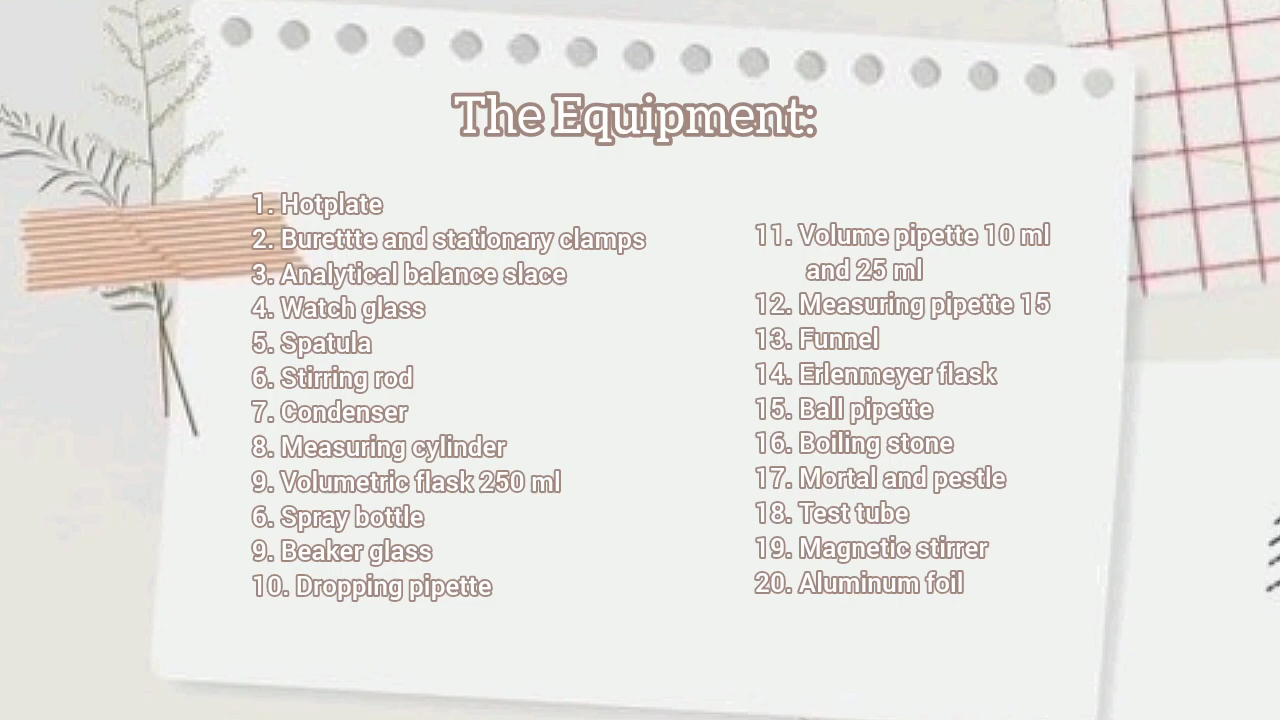 The Equipment:
1. Hotplate
2. Burettte and stationary clamps
3. Analytical balance slace
4. Watch glass
5. Spatula
6. Stirring rod
7. Condenser
8. Measuring cylinder
9. Volumetric flask 250 ml
6. Spray bottle
9. Beaker glass
10. Dropping pipette
11. Volume pipette 10 ml
and 25 ml
12. Measuring pipette 15
13. Funnel
14. Erlenmeyer flask
15. Ball pipette
16. Boiling stone
17. Mortal and pestle
18. Test tube
19. Magnetic stirrer
20. Aluminum foil